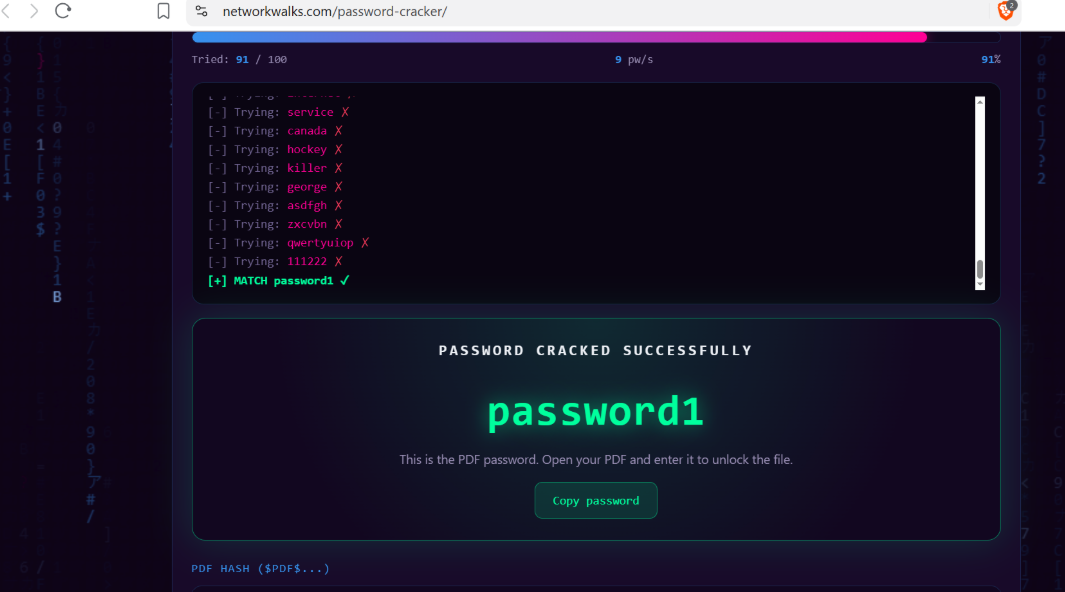 networkwalks.com/password-cracker/
2
Tried: 91 / 100
9 pw/s
91%
[-] Trying: service ✗
[-] Trying: canada ✗
[-] Trying: hockey ✗
[-] Trying: killer ✗
[-] Trying: george ✗
[-] Trying: asdfgh ✗
[-] Trying: zxcvbn ✗
[-] Trying: qwertyuiop ✗
[-] Trying: 111222 ✗
[+] MATCH password1 ✓
PASSWORD CRACKED SUCCESSFULLY
password1
This is the PDF password. Open your PDF and enter it to unlock the file.
Copy password
PDF HASH ($PDF$...)